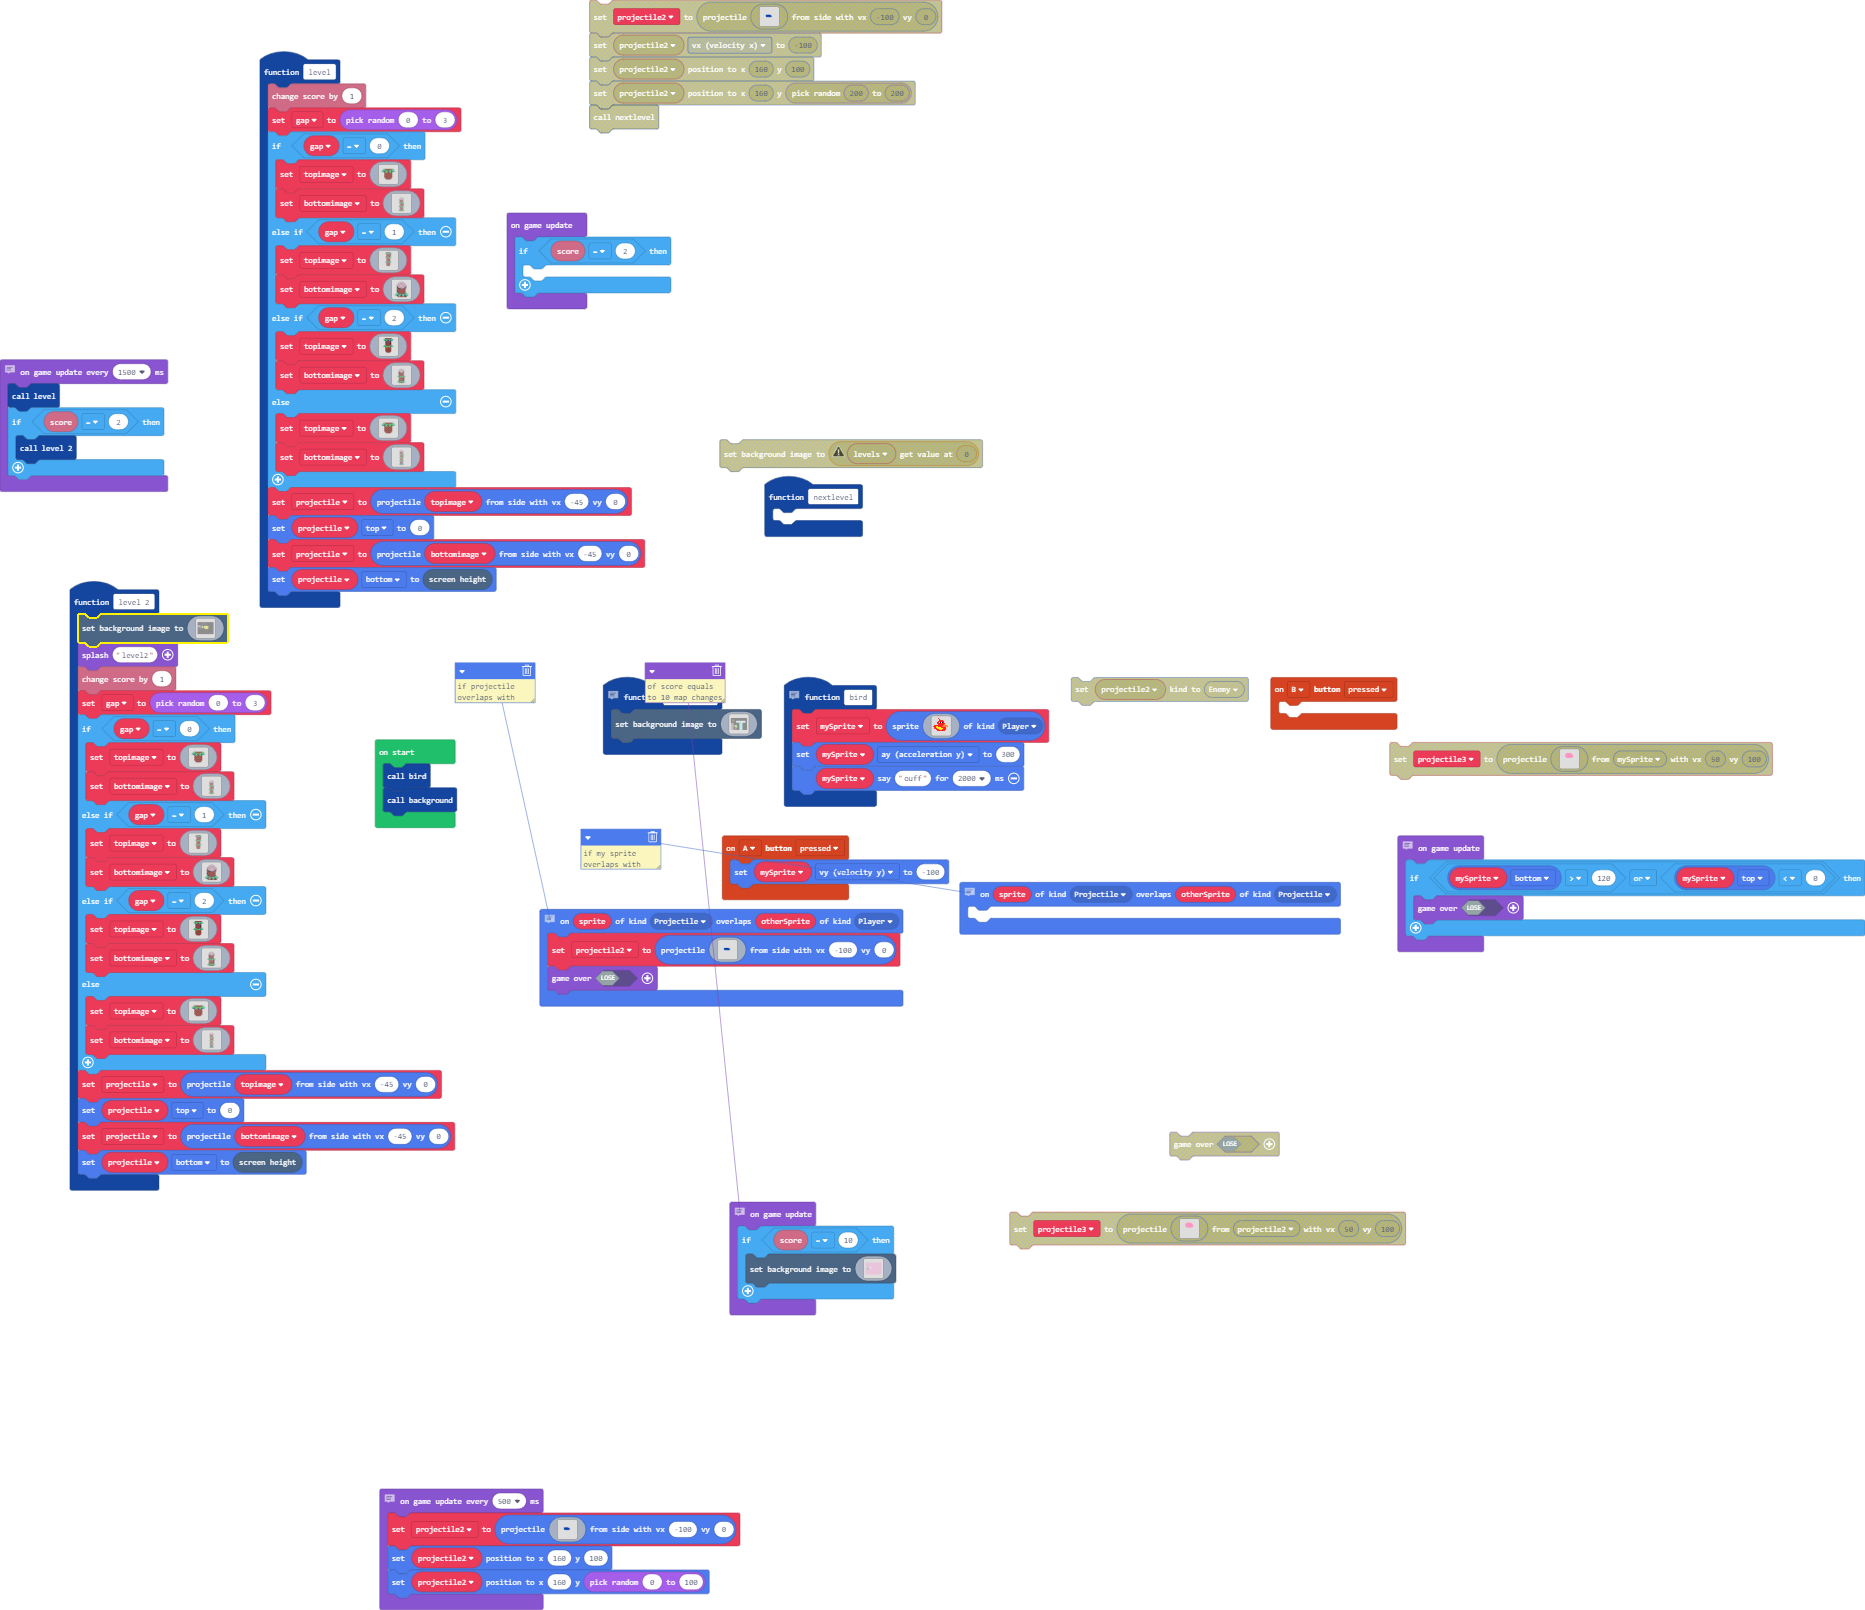 set projectile2 to projectile from side with vx -100 vy 0
set projectile2 vx (velocity x) to -100
set projectile2 position to x 160 y 100
set projectile2 position to x 160 y pick random 200 to 200
call nextlevel
function level
change score by 1
set gap to pick random 0 to 3
if gap = 0 then
set topimage to
set bottomimage to
else if gap = 1 then
set topimage to
set bottomimage to
else if gap = 2 then
set topimage to
set bottomimage to
else
set topimage to
set bottomimage to
set projectile to projectile topimage from side with vx -45 vy 0
set projectile top to 0
set projectile to projectile bottomimage from side with vx -45 vy 0
set projectile bottom to screen height
on game update
if score = 2 then
on game update every 1500 ms
call level
if score = 2 then
call level 2
set background image to levels get value at 0
function nextlevel
function level 2
set background image to
splash "level2"
change score by 1
set gap to pick random 0 to 3
if gap = 0 then
set topimage to
set bottomimage to
else if gap = 1 then
set topimage to
set bottomimage to
else if gap = 2 then
set topimage to
set bottomimage to
else
set topimage to
set bottomimage to
set projectile to projectile topimage from side with vx -45 vy 0
set projectile top to 0
set projectile to projectile bottomimage from side with vx -45 vy 0
set projectile bottom to screen height
if projectile
overlaps with
of score equals
to 10 map changes
set background image to
on start
call bird
call background
function bird
set mySprite to sprite of kind Player
set mySprite ay (acceleration y) to 300
mySprite say "ouff" for 2000 ms
set projectile2 kind to Enemy
on B button pressed
set projectile3 to projectile from mySprite with vx 50 vy 100
if my sprite
overlaps with
on A button pressed
set mySprite vy (velocity y) to -100
on sprite of kind Projectile overlaps otherSprite of kind Projectile
on sprite of kind Projectile overlaps otherSprite of kind Player
set projectile2 to projectile from side with vx -100 vy 0
game over LOSE
on game update
if mySprite bottom > 120 or mySprite top < 0 then
game over LOSE
game over LOSE
on game update
if score = 10 then
set background image to
set projectile3 to projectile from projectile2 with vx 50 vy 100
on game update every 500 ms
set projectile2 to projectile from side with vx -100 vy 0
set projectile2 position to x 160 y 100
set projectile2 position to x 160 y pick random 0 to 100